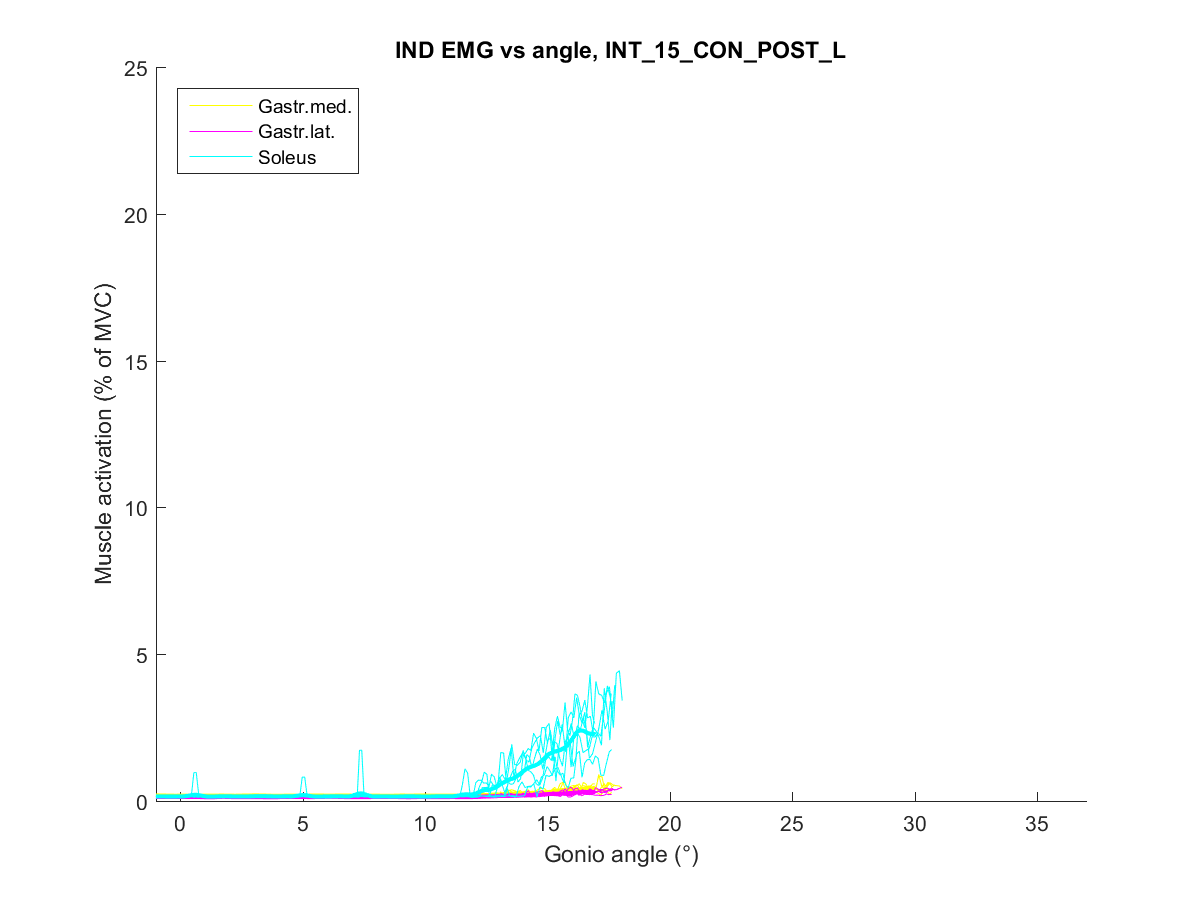 IND EMG vs angle, INT_15_CON_POST_L
25
20
15
10
5
0
Muscle activation (% of MVC)
Gastr.med.
Gastr.lat.
Soleus
0 5 10 15 20 25 30 35
Gonio angle (°)